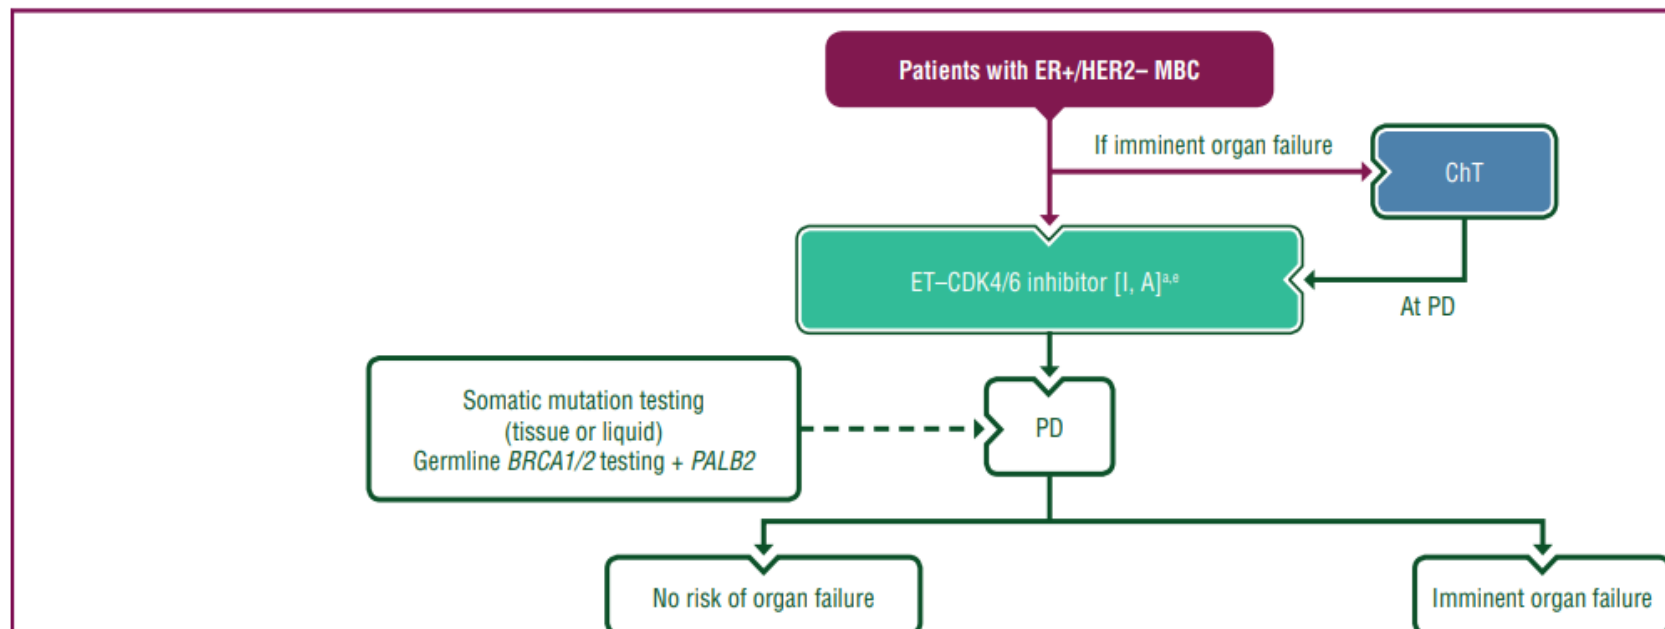 Patients with ER+/HER2– MBC
If imminent organ failure
ChT
ET–CDK4/6 inhibitor [I, A]a,e
At PD
Somatic mutation testing
(tissue or liquid)
Germline BRCA1/2 testing + PALB2
PD
No risk of organ failure
Imminent organ failure